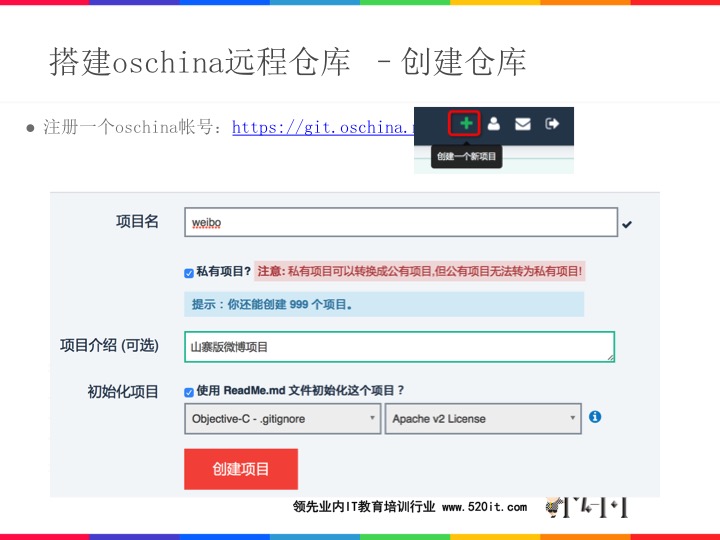 搭建oschina远程仓库 – 创建仓库
● 注册一个oschina帐号：https://git.oschina.
创建一个新项目
项目名
weibo
私有项目? 注意: 私有项目可以转换成公有项目,但公有项目无法转为私有项目!
提示：你还能创建 999 个项目。
项目介绍 (可选)
山寨版微博项目
初始化项目
使用 ReadMe.md 文件初始化这个项目？
Objective-C - .gitignore
Apache v2 License
创建项目
领先业内IT教育培训行业 www.520it.com